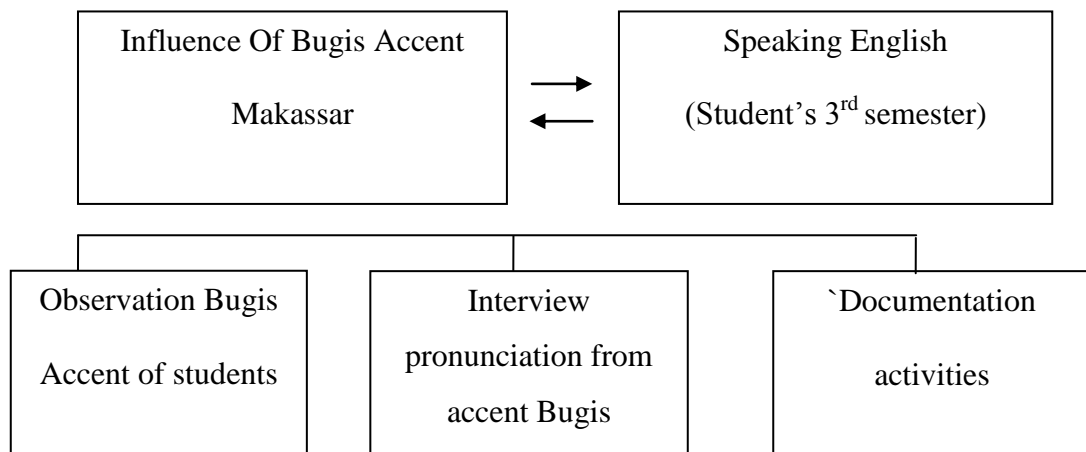 Influence Of Bugis Accent
Makassar
Speaking English
(Student’s 3rd semester)
Observation Bugis
Accent of students
Interview
pronunciation from
accent Bugis
`Documentation
activities